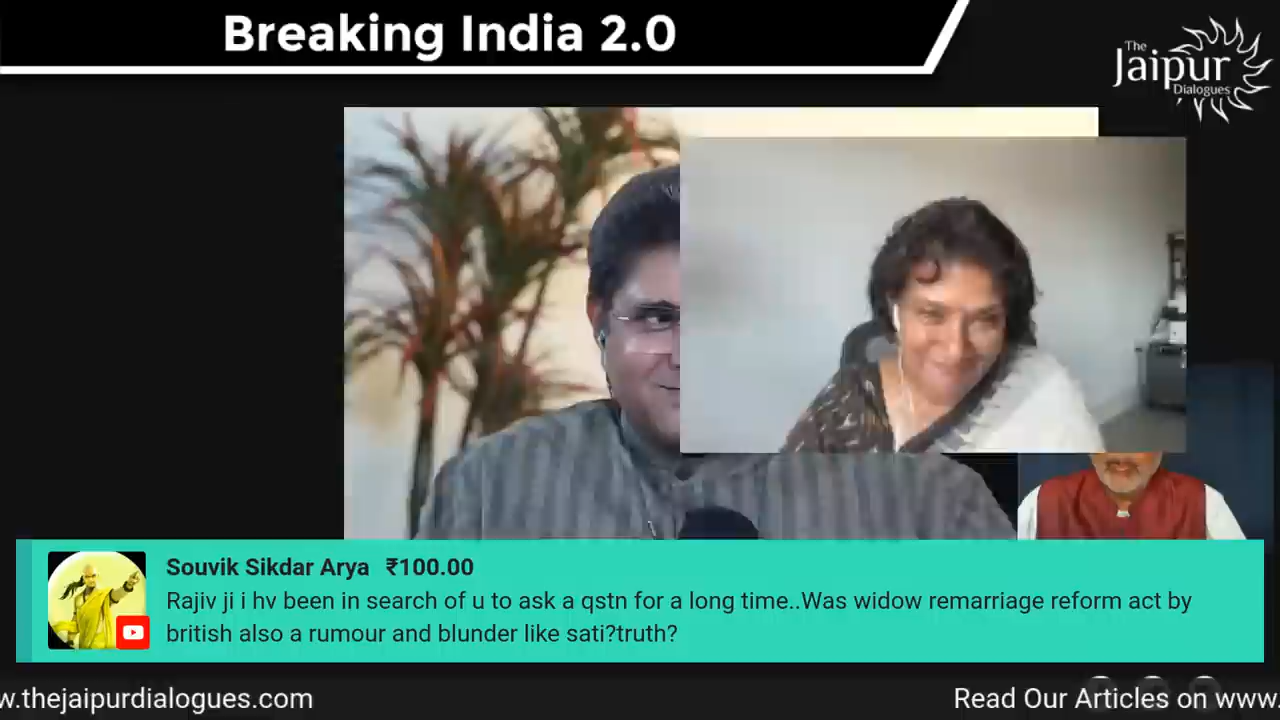 Breaking India 2.0
The
Jaipur
Dialogues
Souvik Sikdar Arya ₹100.00
Rajiv ji i hv been in search of u to ask a qstn for a long time..Was widow remarriage reform act by
british also a rumour and blunder like sati?truth?
w.thejaipurdialogues.com
Read Our Articles on www.